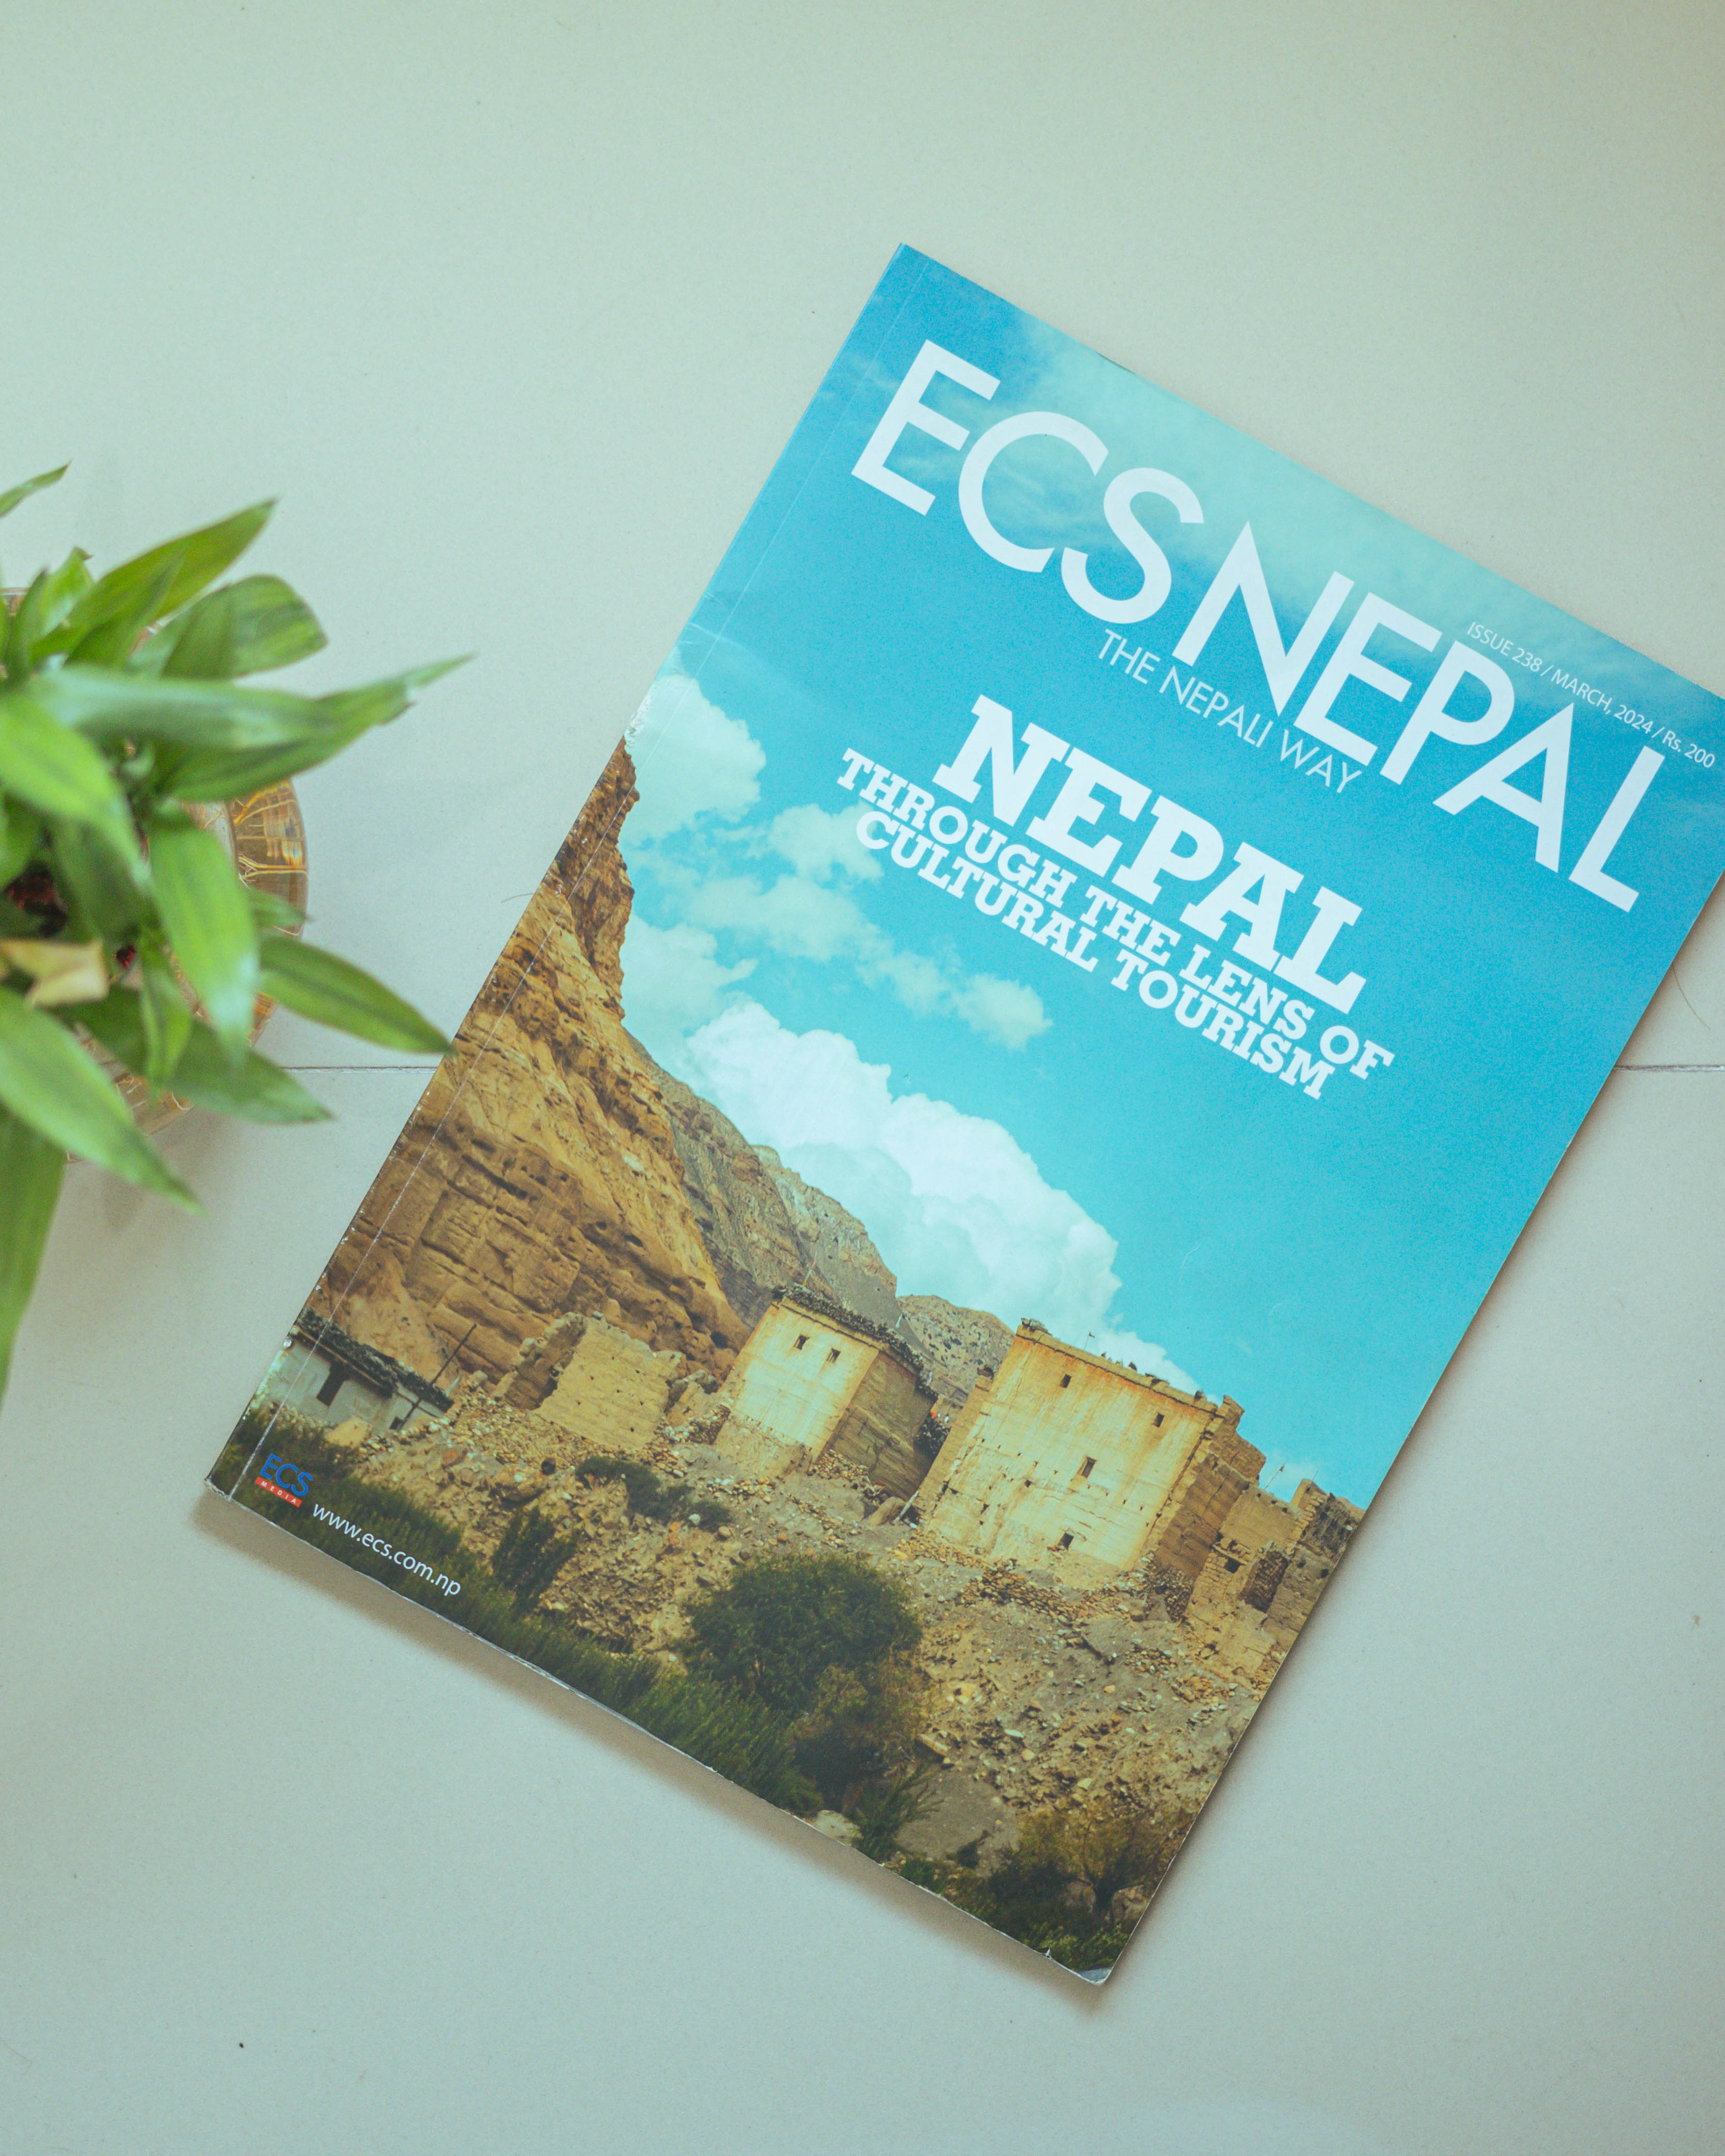 ECS NEPAL
ISSUE 238 / MARCH, 2024 / Rs. 200
THE NEPALI WAY
NEPAL
THROUGH THE LENS OF
CULTURAL TOURISM
ECS
MEDIA
www.ecs.com.np